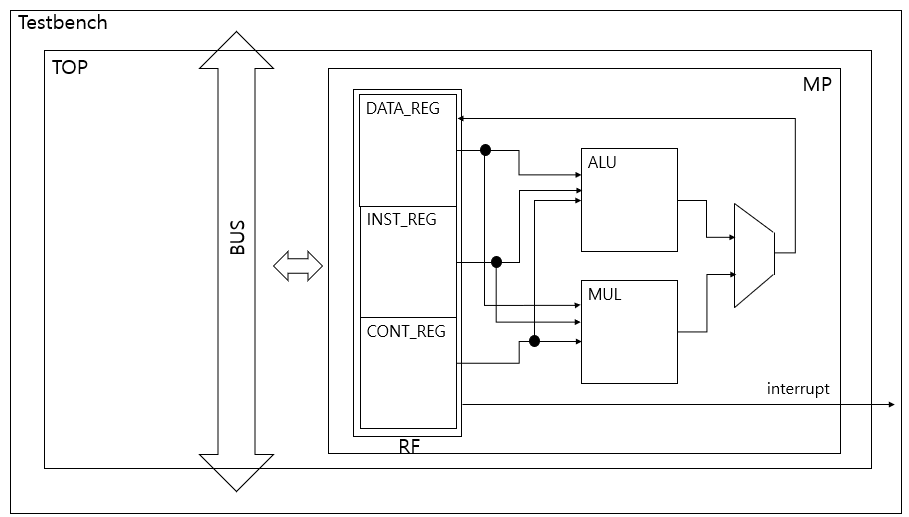 Testbench
TOP
MP
DATA_REG
ALU
INST_REG
BUS
MUL
CONT_REG
interrupt
RF